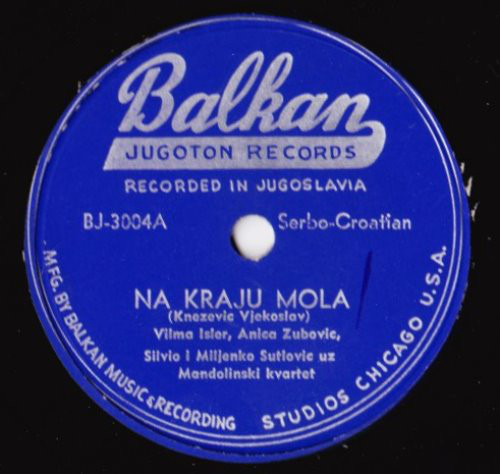 Balkan
JUGOTON RECORDS
RECORDED IN JUGOSLAVIA
BJ-3004A
Serbo-Croatian
NA KRAJU MOLA
(Knezevic Vjekoslav)
Vilma Isler, Anica Zubovic,
Silvio i Miljenko Sutlovic uz
Mandolinski kvartet
MFG. BY BALKAN MUSIC & RECORDING STUDIOS CHICAGO U.S.A.